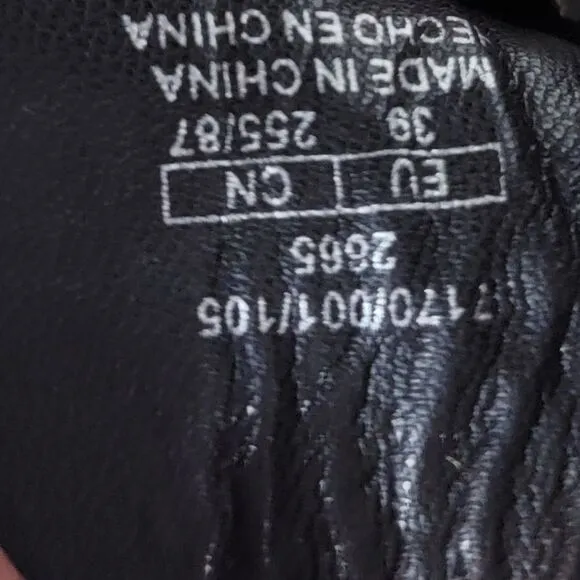 7170/001/105
2665
EU CN
39 255/87
MADE IN CHINA
HECHO EN CHINA